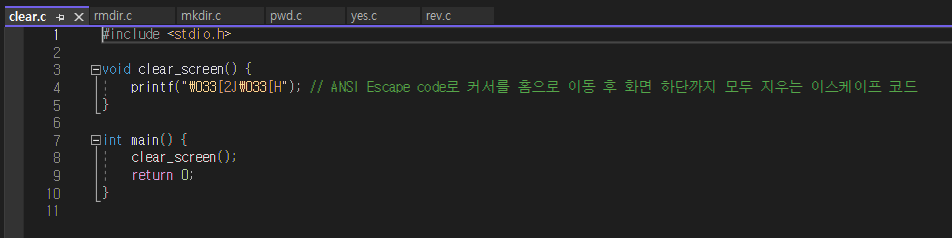 clear.c rmdir.c mkdir.c pwd.c yes.c rev.c
1 #include <stdio.h>
2
3 void clear_screen() {
4 printf("₩033[2J₩033[H"); // ANSI Escape code로 커서를 홈으로 이동 후 화면 하단까지 모두 지우는 이스케이프 코드
5 }
6
7 int main() {
8 clear_screen();
9 return 0;
10 }
11